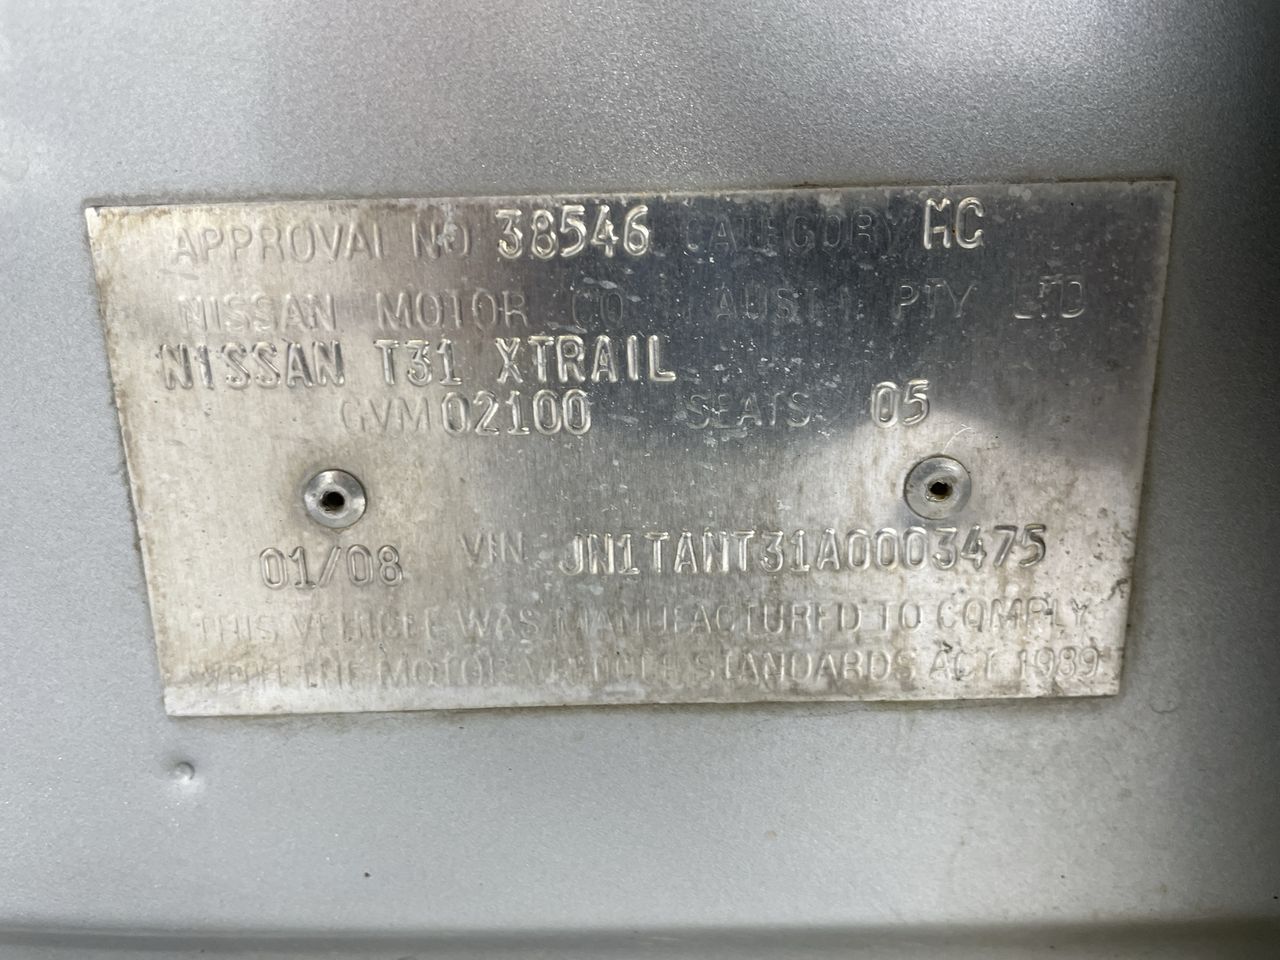 APPROVAL NO 38546 CATEGORY MC
NISSAN MOTOR CO AUST PTY LTD
NISSAN T31 XTRAIL
GVM 02100 SEATS 05
01/08 VIN JN1TANT31A0003475
THIS VEHICLE WAS MANUFACTURED TO COMPLY
WITH THE MOTOR VEHICLE STANDARDS ACT 1989